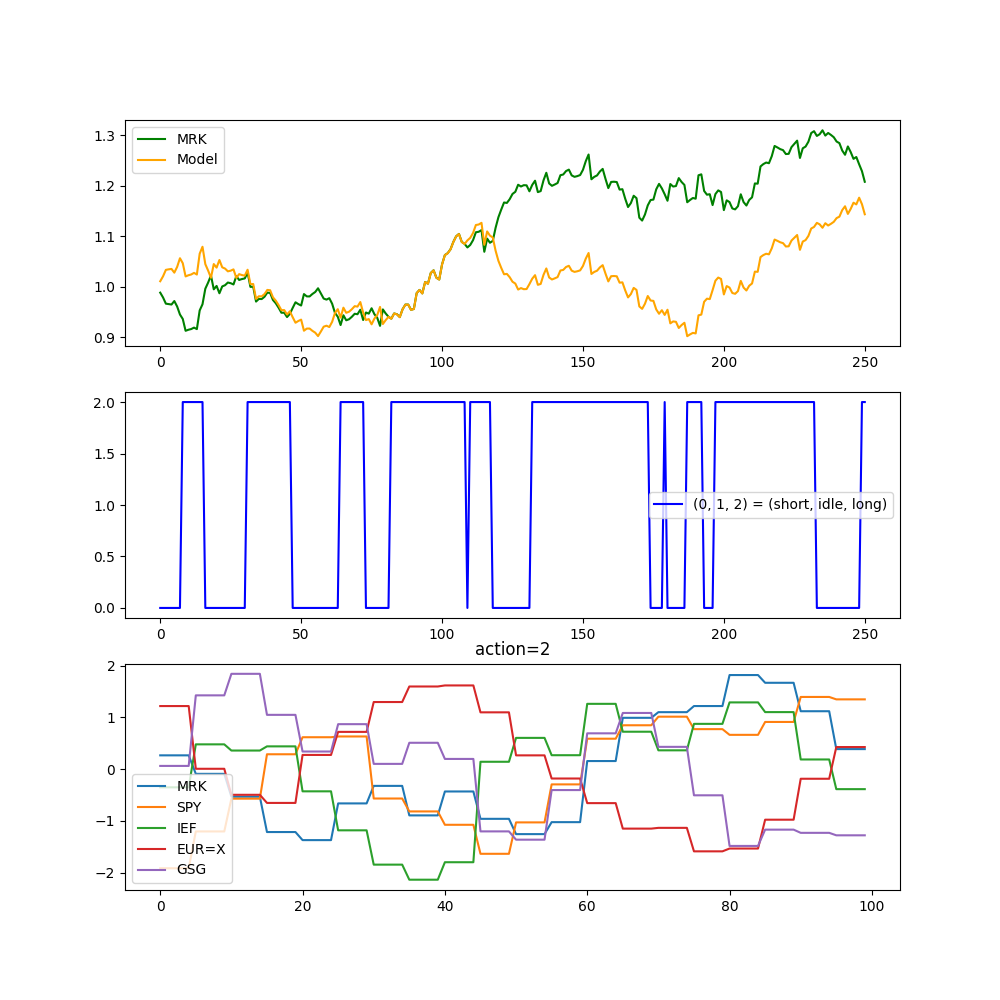 1.3
1.2
1.1
1.0
0.9
MRK
Model
0 50 100 150 200 250
2.0
1.5
1.0
0.5
0.0
(0, 1, 2) = (short, idle, long)
0 50 100 150 200 250
action=2
2
1
0
−1
−2
MRK
SPY
IEF
EUR=X
GSG
0 20 40 60 80 100